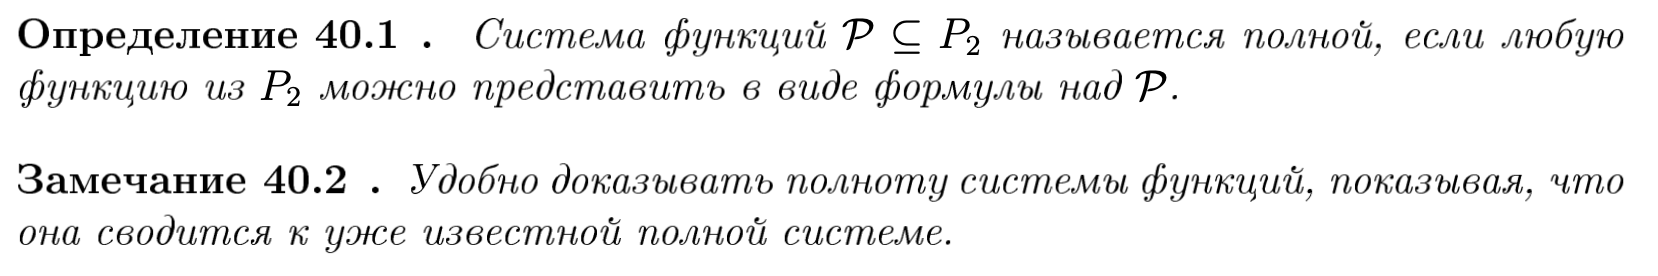 Определение 40.1 . Система функций 𝒫 ⊆ P₂ называется полной, если любую
функцию из P₂ можно представить в виде формулы над 𝒫.
Замечание 40.2 . Удобно доказывать полноту системы функций, показывая, что
она сводится к уже известной полной системе.